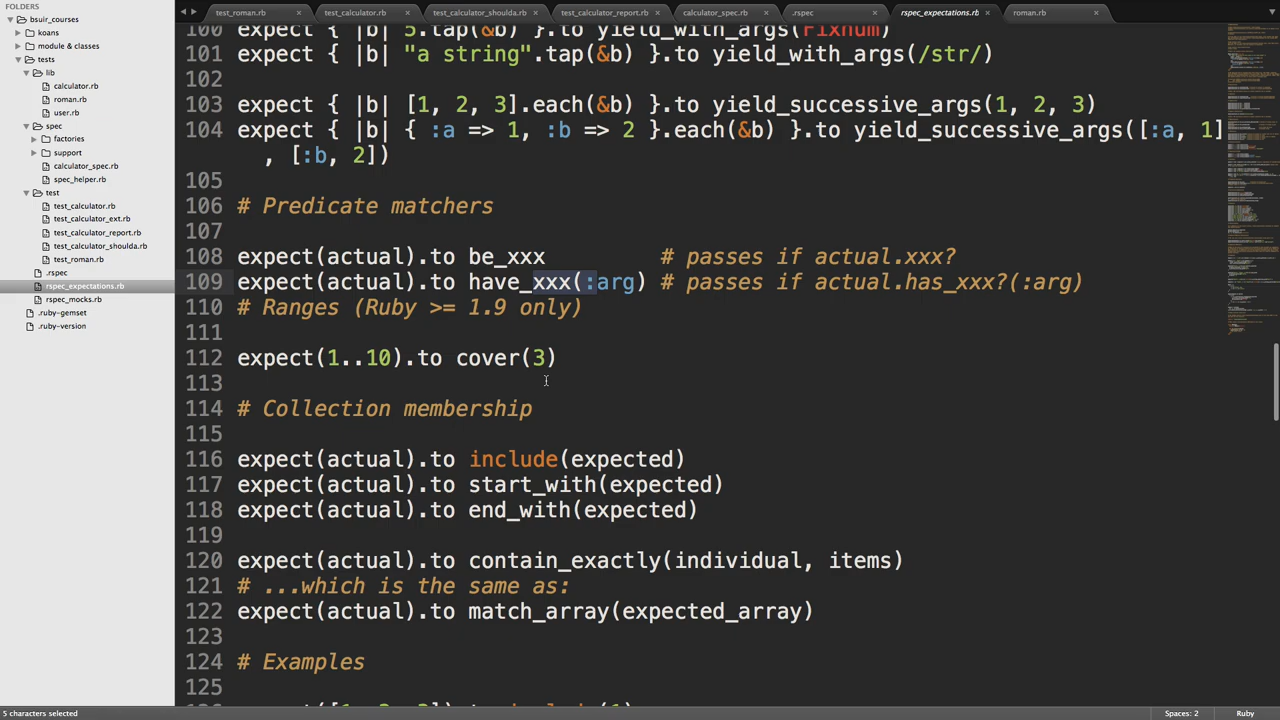 FOLDERS
bsuir_courses
koans
module & classes
tests
lib
calculator.rb
roman.rb
user.rb
spec
factories
support
calculator_spec.rb
spec_helper.rb
test
test_calculator.rb
test_calculator_ext.rb
test_calculator_report.rb
test_calculator_shoulda.rb
test_roman.rb
.rspec
rspec_expectations.rb
rspec_mocks.rb
.ruby-gemset
.ruby-version
test_roman.rb × test_calculator.rb × test_calculator_shoulda.rb × test_calculator_report.rb × calculator_spec.rb × .rspec × rspec_expectations.rb × roman.rb ×
100 expect { |b| 5.tap(&b) }.to yield_with_args(Fixnum)
101 expect { |b| "a string".tap(&b) }.to yield_with_args(/str/)
102
103 expect { |b| [1, 2, 3].each(&b) }.to yield_successive_args(1, 2, 3)
104 expect { |b| { :a => 1, :b => 2 }.each(&b) }.to yield_successive_args([:a, 1]
, [:b, 2])
105
106 # Predicate matchers
107
108 expect(actual).to be_xxx # passes if actual.xxx?
109 expect(actual).to have_xxx(:arg) # passes if actual.has_xxx?(:arg)
110 # Ranges (Ruby >= 1.9 only)
111
112 expect(1..10).to cover(3)
113
114 # Collection membership
115
116 expect(actual).to include(expected)
117 expect(actual).to start_with(expected)
118 expect(actual).to end_with(expected)
119
120 expect(actual).to contain_exactly(individual, items)
121 # ...which is the same as:
122 expect(actual).to match_array(expected_array)
123
124 # Examples
125
5 characters selected
Spaces: 2
Ruby